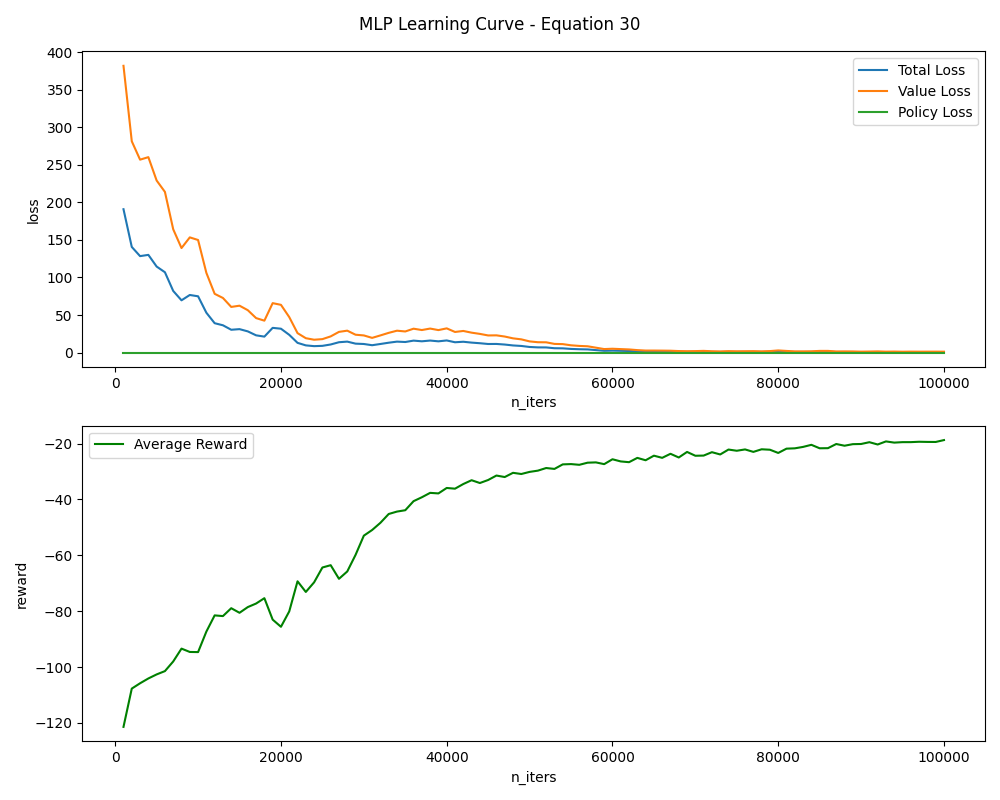 MLP Learning Curve - Equation 30
400
350
300
250
200
150
100
50
0
loss
Total Loss
Value Loss
Policy Loss
0 20000 40000 60000 80000 100000
n_iters
−20
−40
−60
−80
−100
−120
reward
Average Reward
0 20000 40000 60000 80000 100000
n_iters